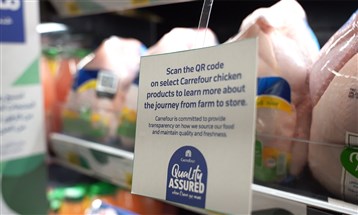 Scan the QR code
on select Carrefour chicken
products to learn more about
the journey from farm to store.
Carrefour is committed to provide
transparency on how we source our food
and maintain quality and freshness.
Carrefour
Quality
ASSURED
Quality
ASSURED